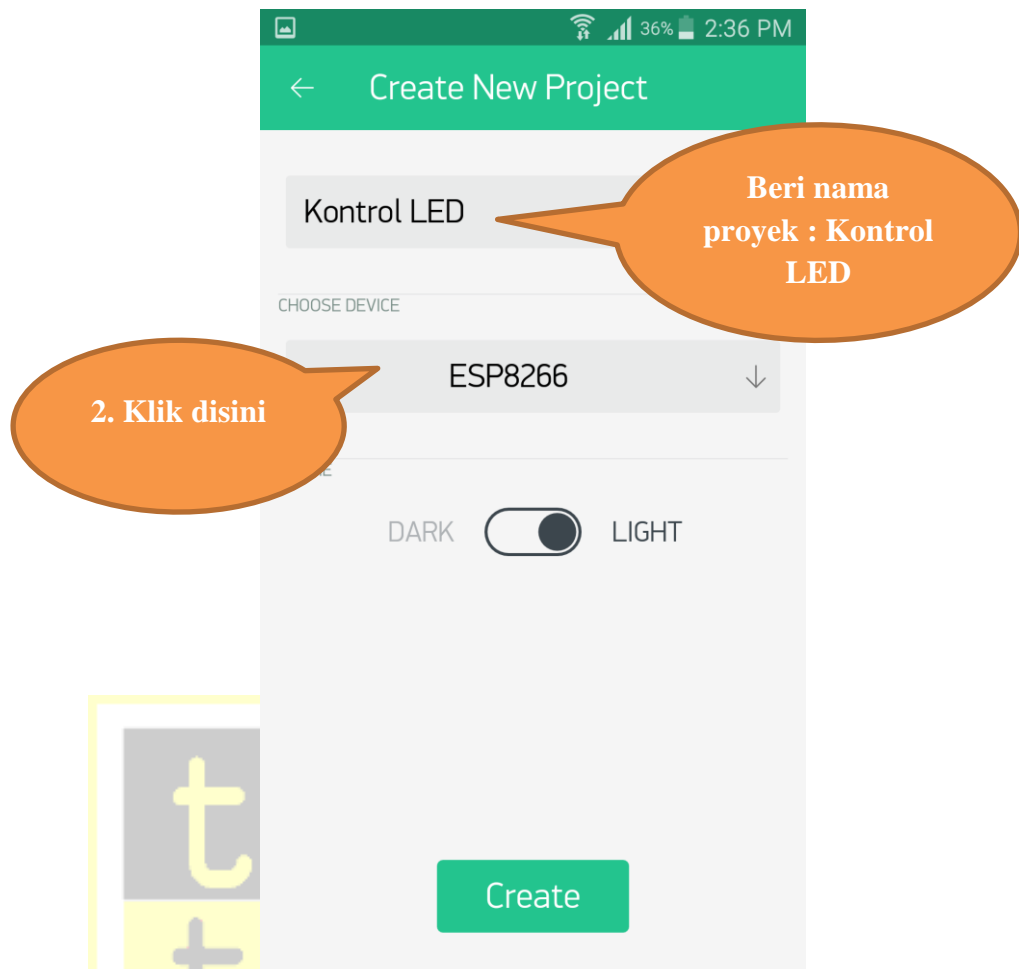 36% 2:36 PM
Create New Project
Kontrol LED
Beri nama
proyek : Kontrol
LED
CHOOSE DEVICE
ESP8266
2. Klik disini
DARK LIGHT
t
Create
t